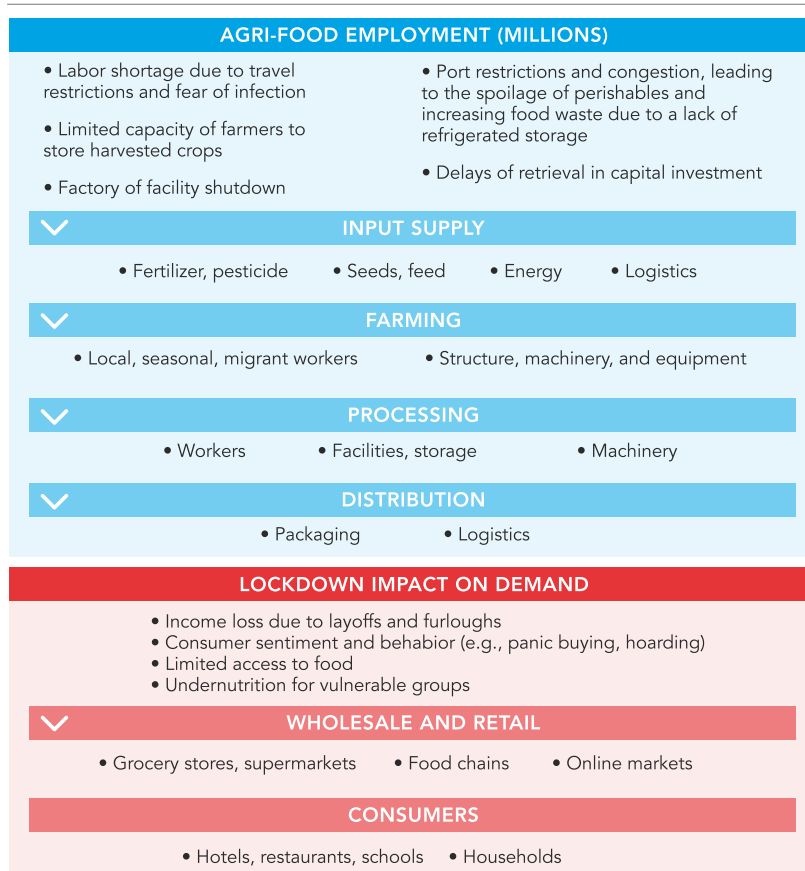 AGRI-FOOD EMPLOYMENT (MILLIONS)
• Labor shortage due to travel
restrictions and fear of infection
• Limited capacity of farmers to
store harvested crops
• Factory of facility shutdown
• Port restrictions and congestion, leading
to the spoilage of perishables and
increasing food waste due to a lack of
refrigerated storage
• Delays of retrieval in capital investment
INPUT SUPPLY
• Fertilizer, pesticide • Seeds, feed • Energy • Logistics
FARMING
• Local, seasonal, migrant workers • Structure, machinery, and equipment
PROCESSING
• Workers • Facilities, storage • Machinery
DISTRIBUTION
• Packaging • Logistics
LOCKDOWN IMPACT ON DEMAND
• Income loss due to layoffs and furloughs
• Consumer sentiment and behabior (e.g., panic buying, hoarding)
• Limited access to food
• Undernutrition for vulnerable groups
WHOLESALE AND RETAIL
• Grocery stores, supermarkets • Food chains • Online markets
CONSUMERS
• Hotels, restaurants, schools • Households